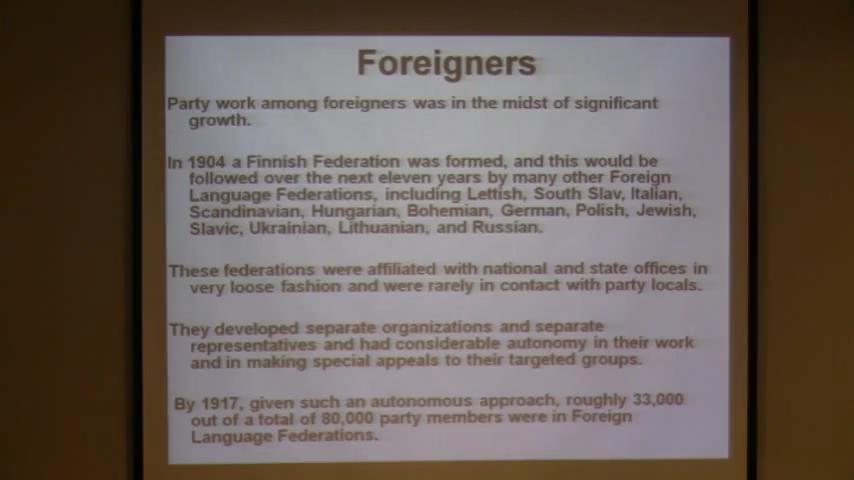 Foreigners
Party work among foreigners was in the midst of significant
growth.
In 1904 a Finnish Federation was formed, and this would be
followed over the next eleven years by many other Foreign
Language Federations, including Lettish, South Slav, Italian,
Scandinavian, Hungarian, Bohemian, German, Polish, Jewish,
Slavic, Ukrainian, Lithuanian, and Russian.
These federations were affiliated with national and state offices in
very loose fashion and were rarely in contact with party locals.
They developed separate organizations and separate
representatives and had considerable autonomy in their work
and in making special appeals to their targeted groups.
By 1917, given such an autonomous approach, roughly 33,000
out of a total of 80,000 party members were in Foreign
Language Federations.